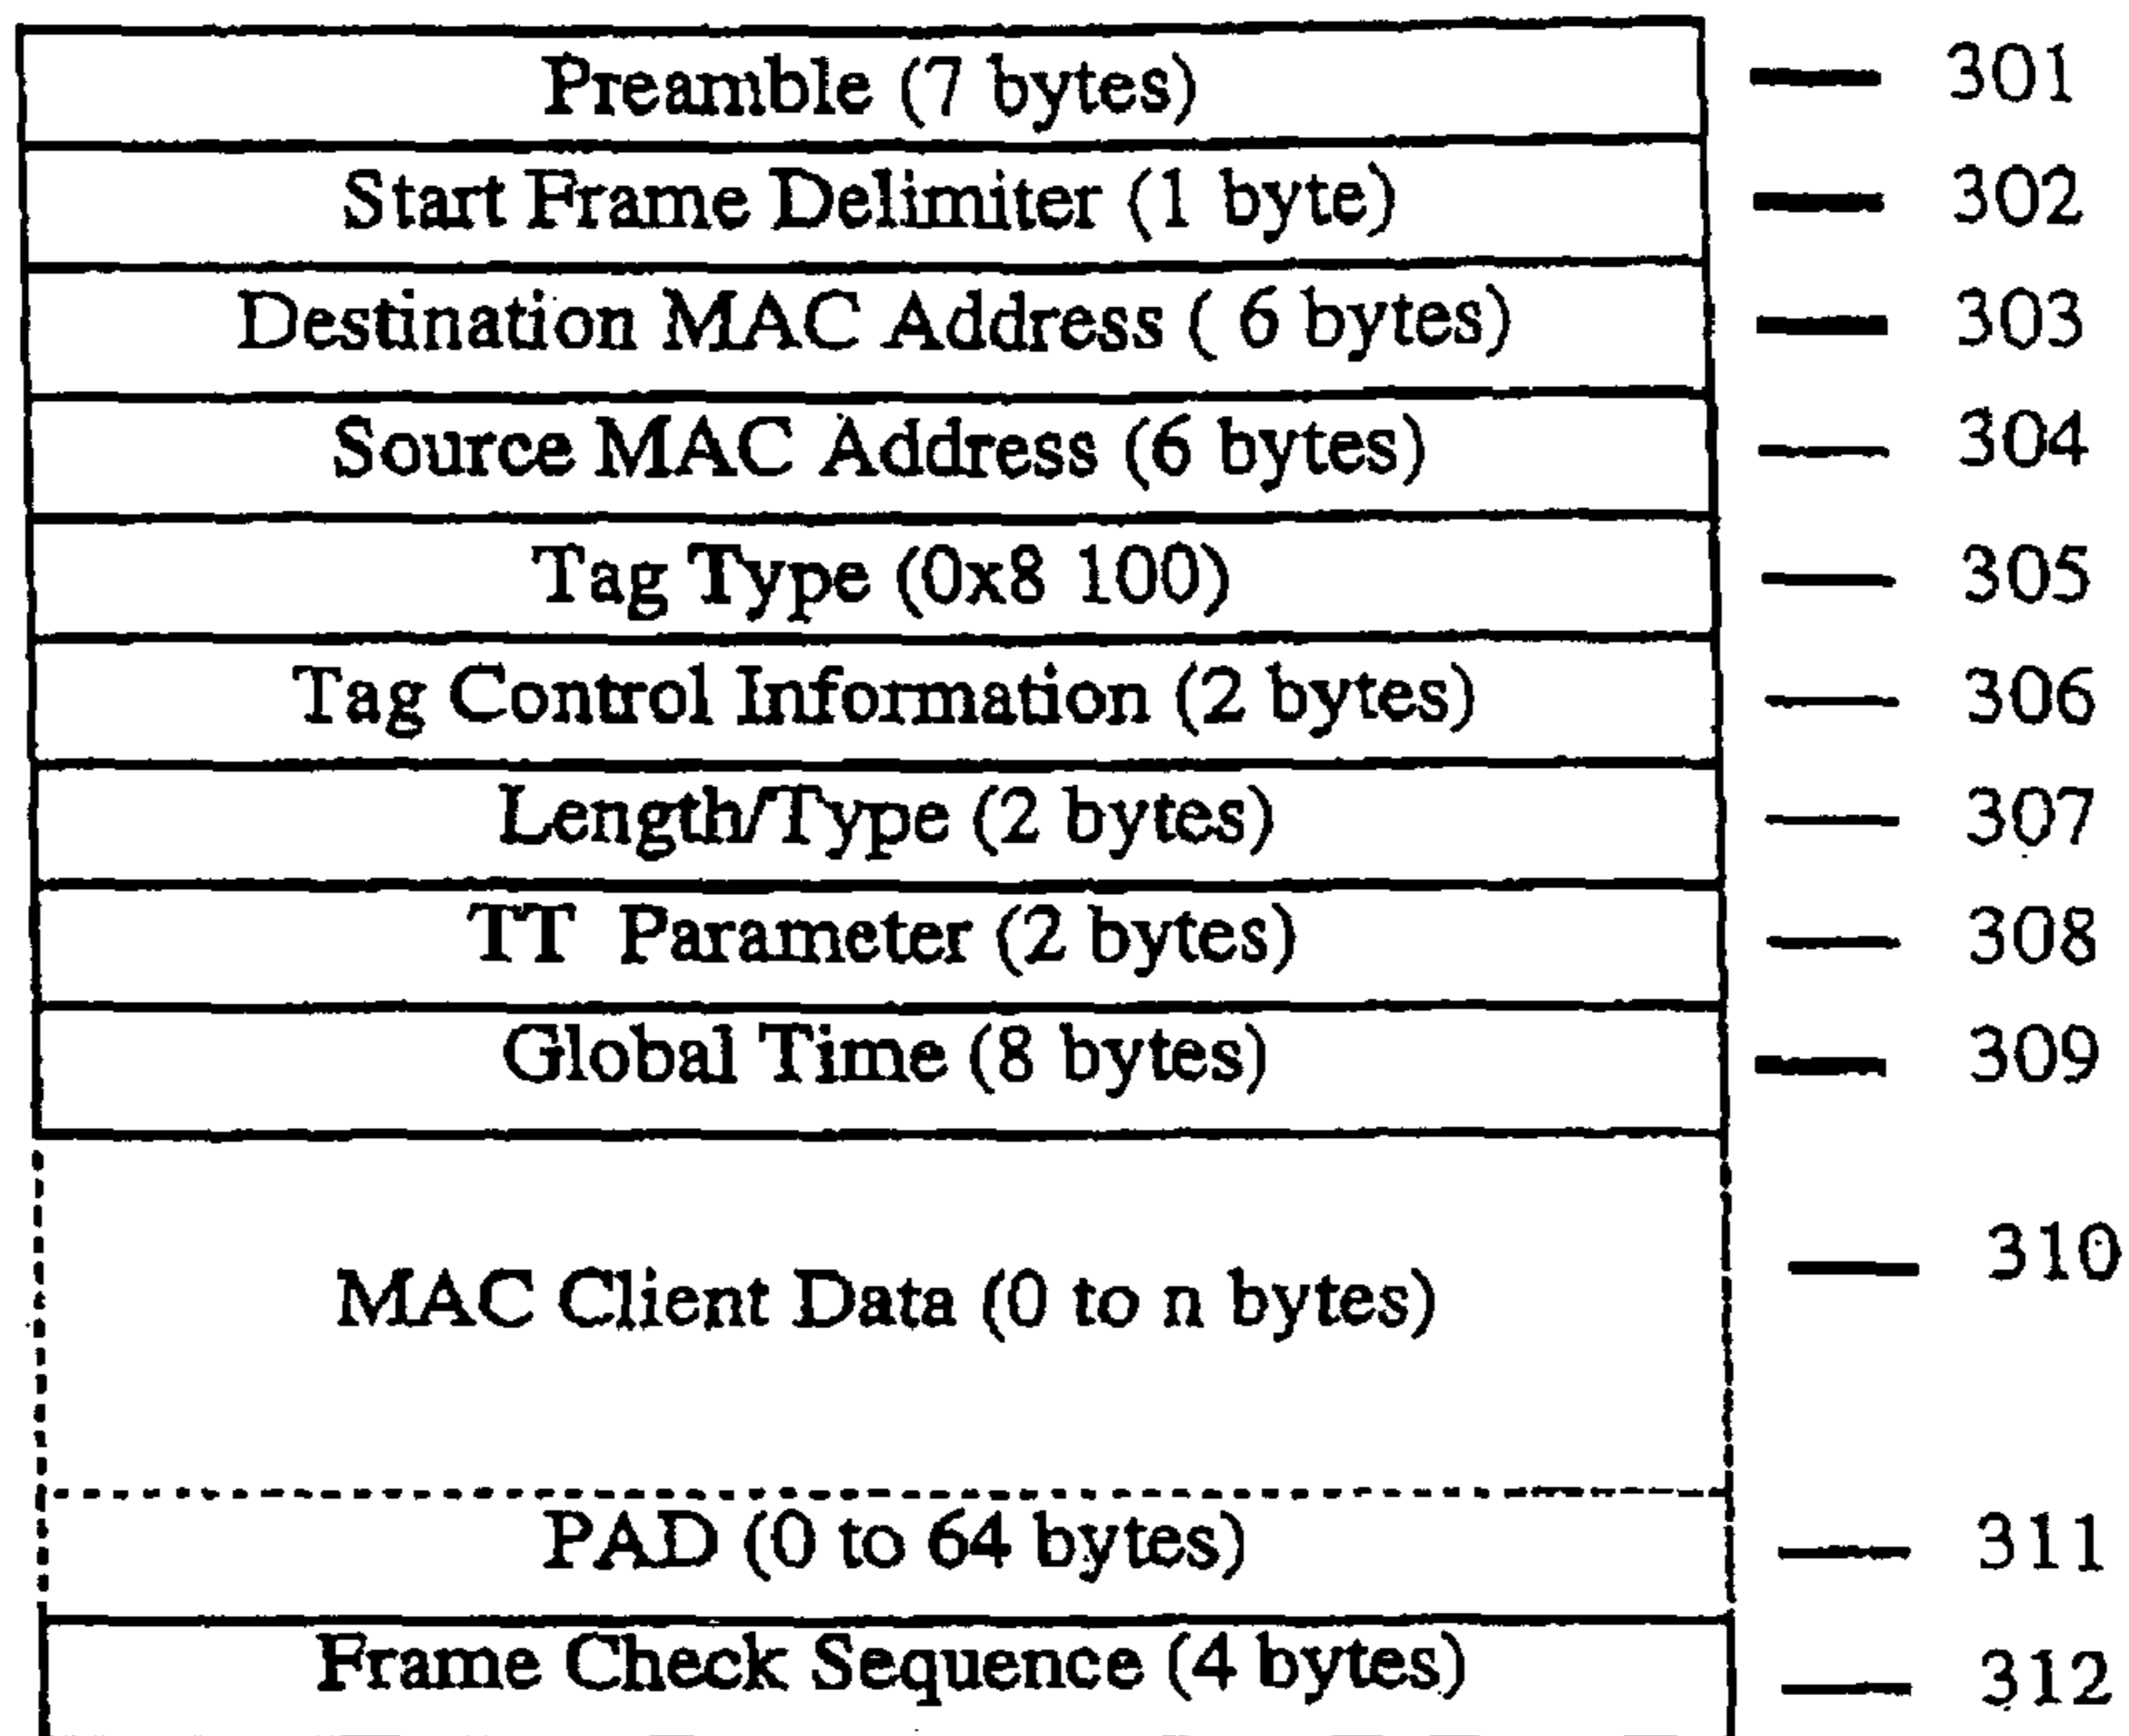 Preamble (7 bytes) 301
Start Frame Delimiter (1 byte) 302
Destination MAC Address ( 6 bytes) 303
Source MAC Address (6 bytes) 304
Tag Type (0x8 100) 305
Tag Control Information (2 bytes) 306
Length/Type (2 bytes) 307
TT Parameter (2 bytes) 308
Global Time (8 bytes) 309
MAC Client Data (0 to n bytes) 310
PAD (0 to 64 bytes) 311
Frame Check Sequence (4 bytes) 312